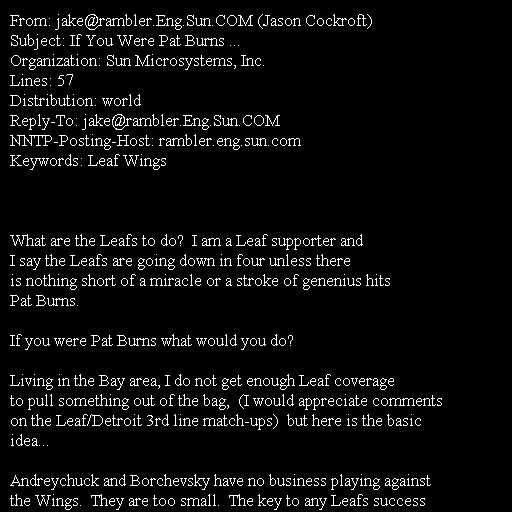 From: jake@rambler.Eng.Sun.COM (Jason Cockroft)
Subject: If You Were Pat Burns ...
Organization: Sun Microsystems, Inc.
Lines: 57
Distribution: world
Reply-To: jake@rambler.Eng.Sun.COM
NNTP-Posting-Host: rambler.eng.sun.com
Keywords: Leaf Wings
What are the Leafs to do?  I am a Leaf supporter and
I say the Leafs are going down in four unless there
is nothing short of a miracle or a stroke of genenius hits
Pat Burns.
If you were Pat Burns what would you do?
Living in the Bay area, I do not get enough Leaf coverage
to pull something out of the bag,  (I would appreciate comments
on the Leaf/Detroit 3rd line match-ups)  but here is the basic
idea...
Andreychuck and Borchevsky have no business playing against
the Wings.  They are too small.  The key to any Leafs success